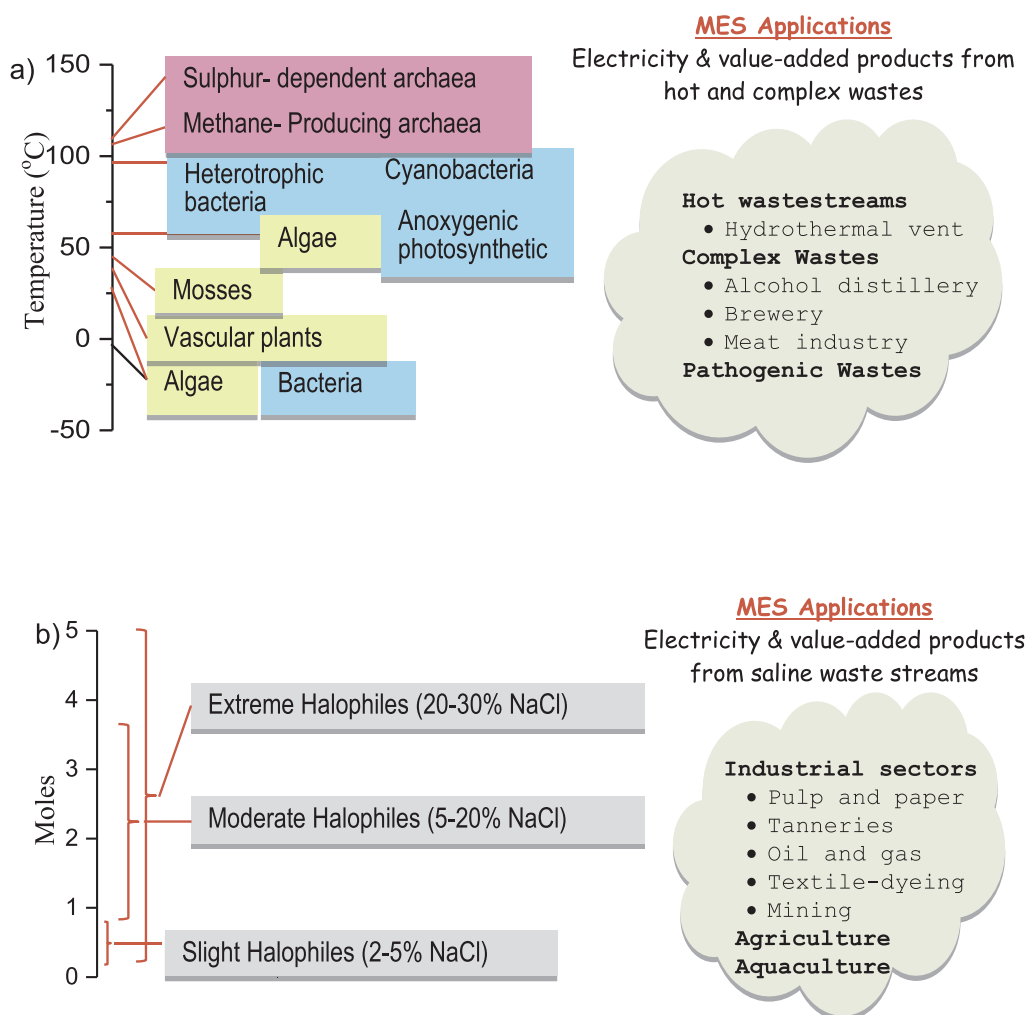 a)
150
100
50
0
-50
Temperature (°C)
Sulphur- dependent archaea
Methane- Producing archaea
Heterotrophic
bacteria
Cyanobacteria
Anoxygenic
photosynthetic
Algae
Mosses
Vascular plants
Algae
Bacteria
MES Applications
Electricity & value-added products from
hot and complex wastes
Hot wastestreams
• Hydrothermal vent
Complex Wastes
• Alcohol distillery
• Brewery
• Meat industry
Pathogenic Wastes
b)
5
4
3
2
1
0
Moles
Extreme Halophiles (20-30% NaCl)
Moderate Halophiles (5-20% NaCl)
Slight Halophiles (2-5% NaCl)
MES Applications
Electricity & value-added products
from saline waste streams
Industrial sectors
• Pulp and paper
• Tanneries
• Oil and gas
• Textile-dyeing
• Mining
Agriculture
Aquaculture